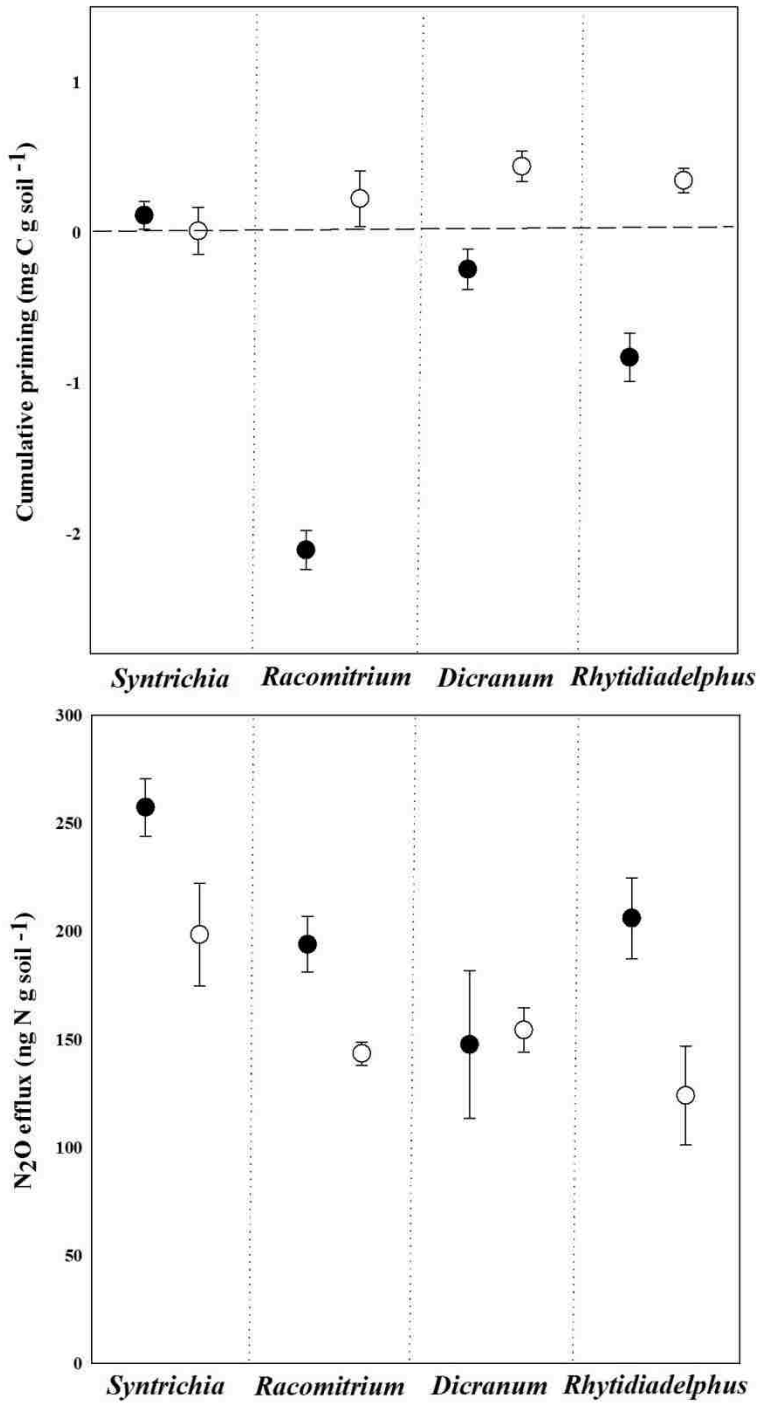 Cumulative priming (mg C g soil -1)
1
0
-1
-2
Syntrichia Racomitrium Dicranum Rhytidiadelphus
N2O efflux (ng N g soil -1)
300
250
200
150
100
50
0
Syntrichia Racomitrium Dicranum Rhytidiadelphus